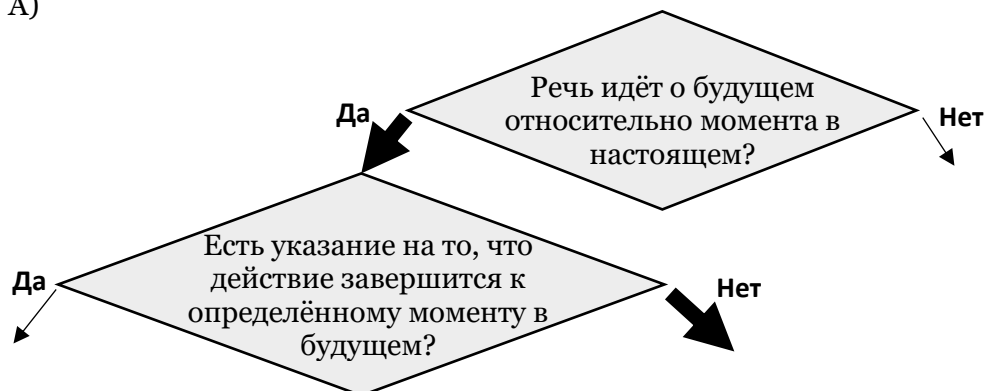 А)
Речь идёт о будущем
относительно момента в
настоящем?
Да
Нет
Есть указание на то, что
действие завершится к
определённому моменту в
будущем?
Да
Нет